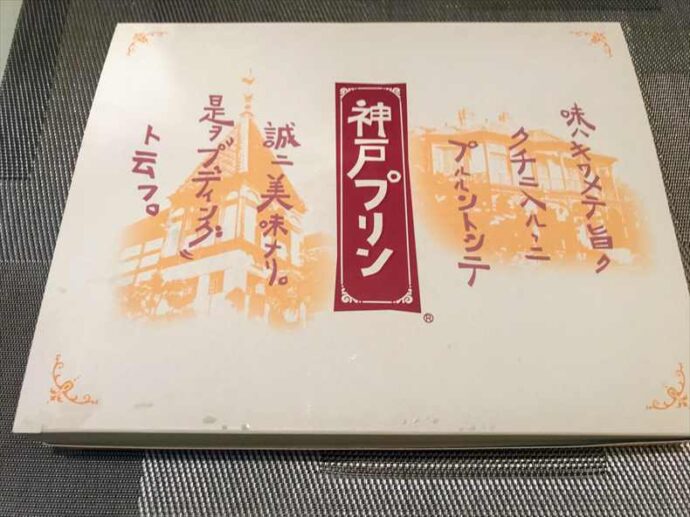 味ハキワメテ旨ク
クチニ入ルヽニ
プルルントシテ
神戸プリン
®
誠ニ美味ナリ。
是ヲ〝プディング〟
ト云フ。